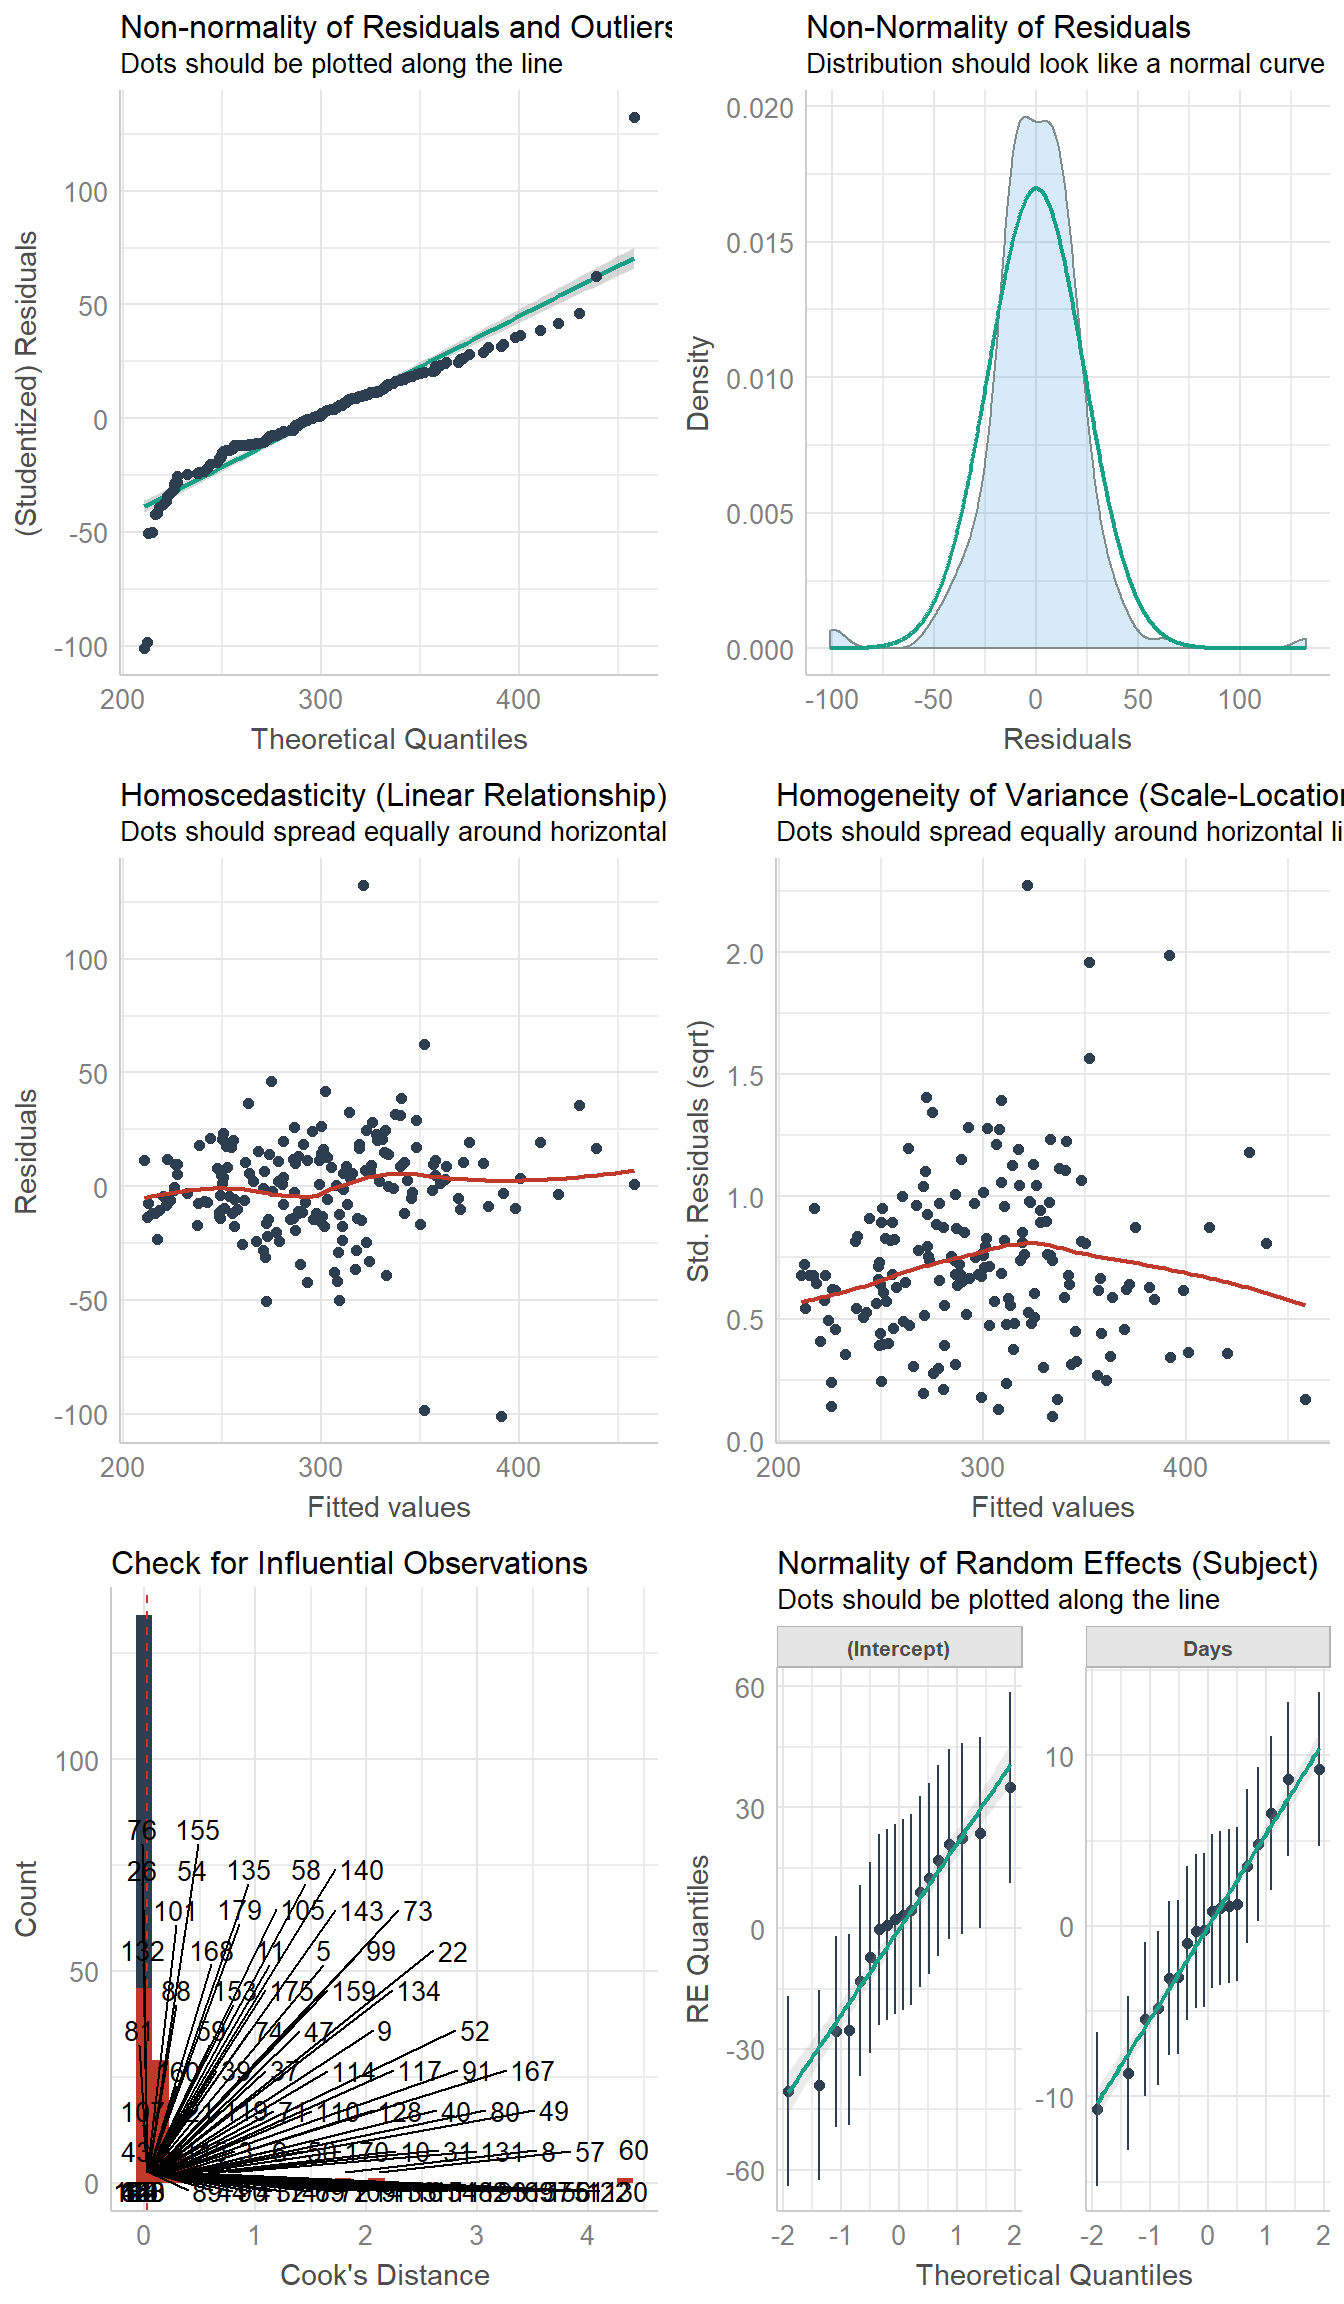 Non-normality of Residuals and Outliers
Dots should be plotted along the line
(Studentized) Residuals
100
50
0
-50
-100
200 300 400
Theoretical Quantiles
Non-Normality of Residuals
Distribution should look like a normal curve
Density
0.020
0.015
0.010
0.005
0.000
-100 -50 0 50 100
Residuals
Homoscedasticity (Linear Relationship)
Dots should spread equally around horizontal
Residuals
100
50
0
-50
-100
200 300 400
Fitted values
Homogeneity of Variance (Scale-Location
Dots should spread equally around horizontal li
Std. Residuals (sqrt)
2.0
1.5
1.0
0.5
0.0
200 300 400
Fitted values
Check for Influential Observations
Count
100
50
0
76 155
26 54 135 58 140
101 179 105 143 73
132 168 11 5 99 22
88 153 175 159 134
81 59 74 47 9 52
39 37 114 117 91 167
107 21 119 71 110 128 40 80 49
43 3 6 50 170 10 31 131 8 57 60
0 1 2 3 4
Cook's Distance
Normality of Random Effects (Subject)
Dots should be plotted along the line
(Intercept) Days
RE Quantiles
60
30
0
-30
-60
10
0
-10
-2 -1 0 1 2 -2 -1 0 1 2
Theoretical Quantiles